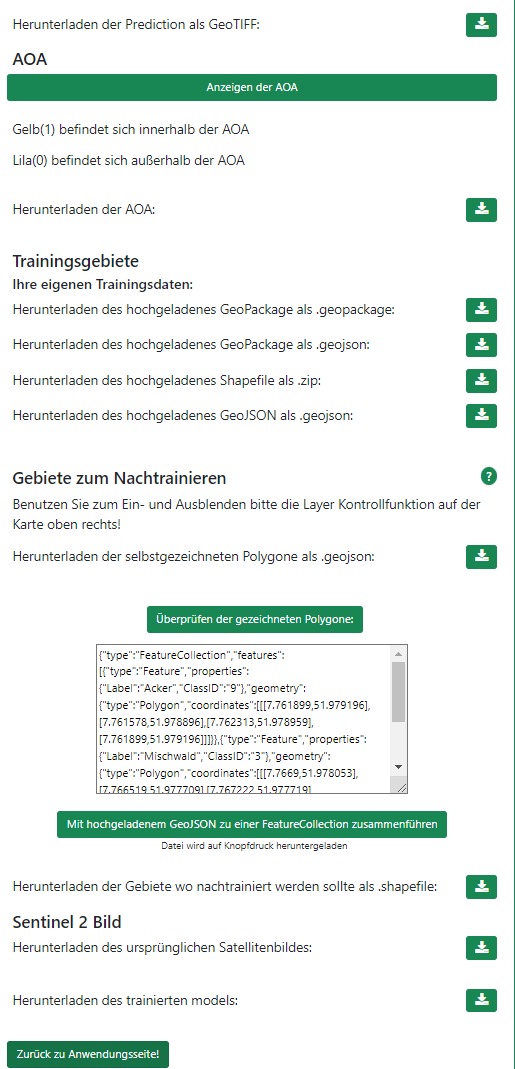 Herunterladen der Prediction als GeoTIFF:
AOA
Anzeigen der AOA
Gelb(1) befindet sich innerhalb der AOA
Lila(0) befindet sich außerhalb der AOA
Herunterladen der AOA:
Trainingsgebiete
Ihre eigenen Trainingsdaten:
Herunterladen des hochgeladenes GeoPackage als .geopackage:
Herunterladen des hochgeladenes GeoPackage als .geojson:
Herunterladen des hochgeladenes Shapefile als .zip:
Herunterladen des hochgeladenes GeoJSON als .geojson:
Gebiete zum Nachtrainieren ?
Benutzen Sie zum Ein- und Ausblenden bitte die Layer Kontrollfunktion auf der
Karte oben rechts!
Herunterladen der selbstgezeichneten Polygone als .geojson:
Überprüfen der gezeichneten Polygone:
{"type":"FeatureCollection","features":
[{"type":"Feature","properties":
{"Label":"Acker","ClassID":"9"},"geometry":
{"type":"Polygon","coordinates":[[[7.761899,51.979196],
[7.761578,51.978896],[7.762313,51.978959],
[7.761899,51.979196]]]}},{"type":"Feature","properties":
{"Label":"Mischwald","ClassID":"3"},"geometry":
{"type":"Polygon","coordinates":[[[7.7669,51.978053],
[7.766519,51.977709],[7.767222,51.977719],
Mit hochgeladenem GeoJSON zu einer FeatureCollection zusammenführen
Datei wird auf Knopfdruck heruntergeladen
Herunterladen der Gebiete wo nachtrainiert werden sollte als .shapefile:
Sentinel 2 Bild
Herunterladen des ursprünglichen Satellitenbildes:
Herunterladen des trainierten models:
Zurück zu Anwendungsseite!